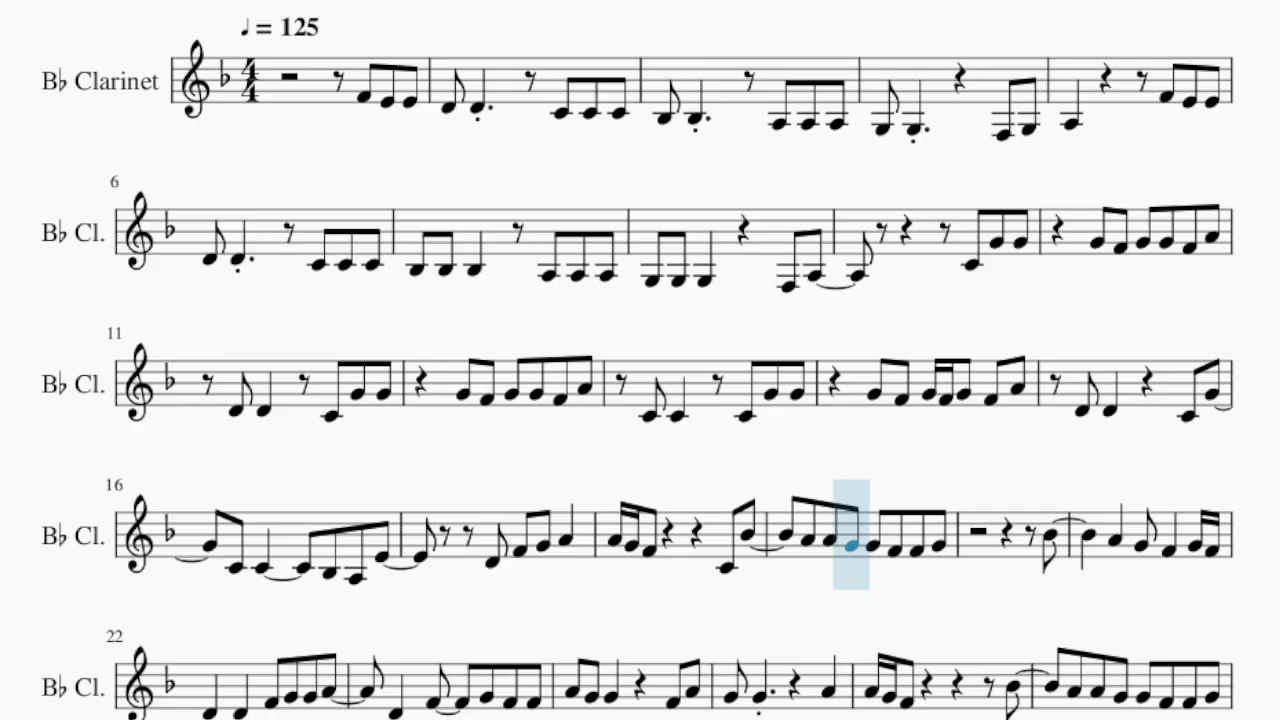 ♩ = 125
B♭ Clarinet
4
4
6
B♭ Cl.
11
B♭ Cl.
16
B♭ Cl.
22
B♭ Cl.